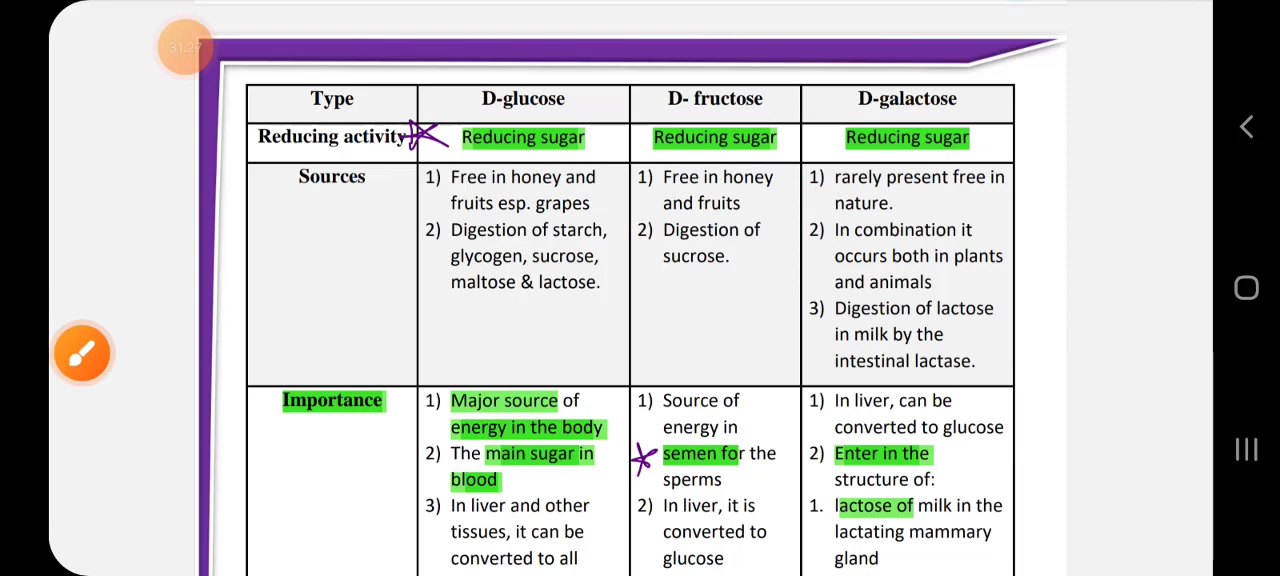 31:27
Type D-glucose D- fructose D-galactose
Reducing activity Reducing sugar Reducing sugar Reducing sugar
Sources
1) Free in honey and
fruits esp. grapes
2) Digestion of starch,
glycogen, sucrose,
maltose & lactose.
1) Free in honey
and fruits
2) Digestion of
sucrose.
1) rarely present free in
nature.
2) In combination it
occurs both in plants
and animals
3) Digestion of lactose
in milk by the
intestinal lactase.
Importance
1) Major source of
energy in the body
2) The main sugar in
blood
3) In liver and other
tissues, it can be
converted to all
1) Source of
energy in
semen for the
sperms
2) In liver, it is
converted to
glucose
1) In liver, can be
converted to glucose
2) Enter in the
structure of:
1. lactose of milk in the
lactating mammary
gland